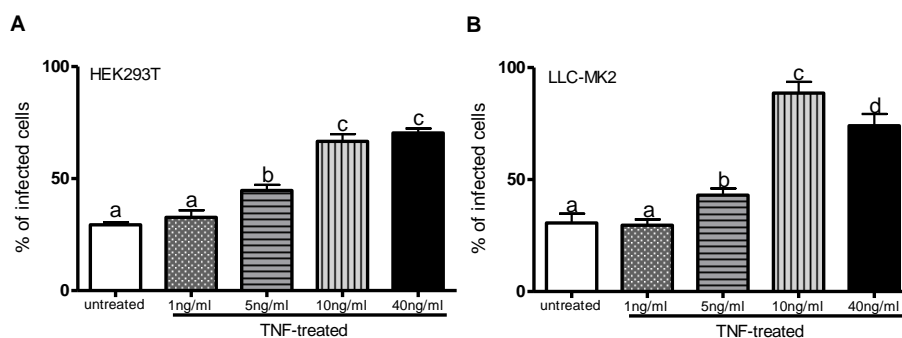 A
HEK293T
% of infected cells
100
50
0
a
a
b
c
c
untreated
1ng/ml
5ng/ml
10ng/ml
40ng/ml
TNF-treated
B
LLC-MK2
% of infected cells
100
50
0
a
a
b
c
d
untreated
1ng/ml
5ng/ml
10ng/ml
40ng/ml
TNF-treated